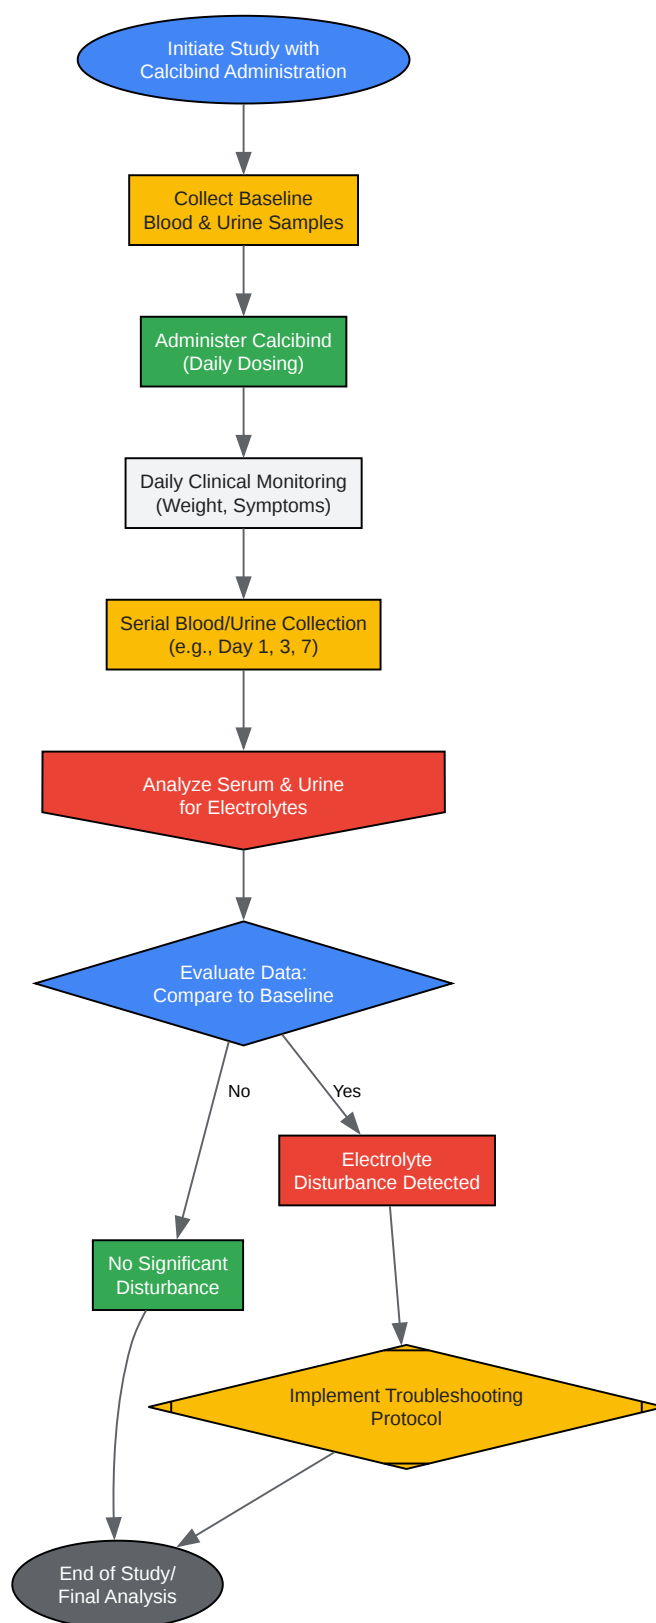 Initiate Study with
Calcibind Administration
Collect Baseline
Blood & Urine Samples
Administer Calcibind
(Daily Dosing)
Daily Clinical Monitoring
(Weight, Symptoms)
Serial Blood/Urine Collection
(e.g., Day 1, 3, 7)
Analyze Serum & Urine
for Electrolytes
Evaluate Data:
Compare to Baseline
No
Yes
Electrolyte
Disturbance Detected
No Significant
Disturbance
Implement Troubleshooting
Protocol
End of Study/
Final Analysis